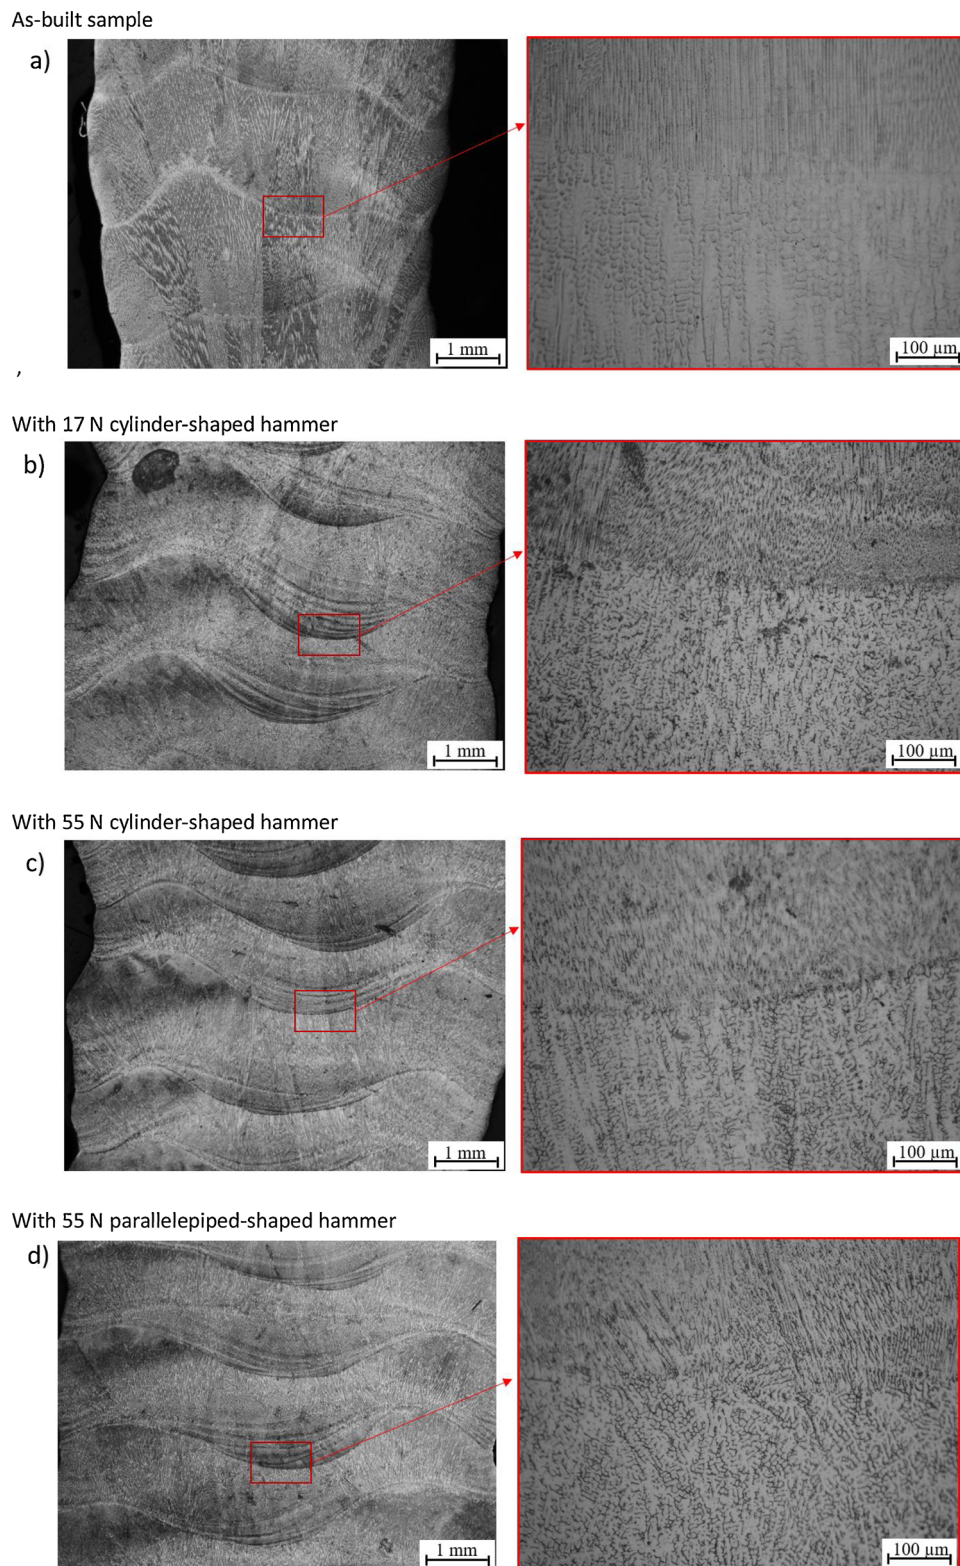 As-built sample
a)
1 mm
100 µm
,
With 17 N cylinder-shaped hammer
b)
1 mm
100 µm
With 55 N cylinder-shaped hammer
c)
1 mm
100 µm
With 55 N parallelepiped-shaped hammer
d)
1 mm
100 µm